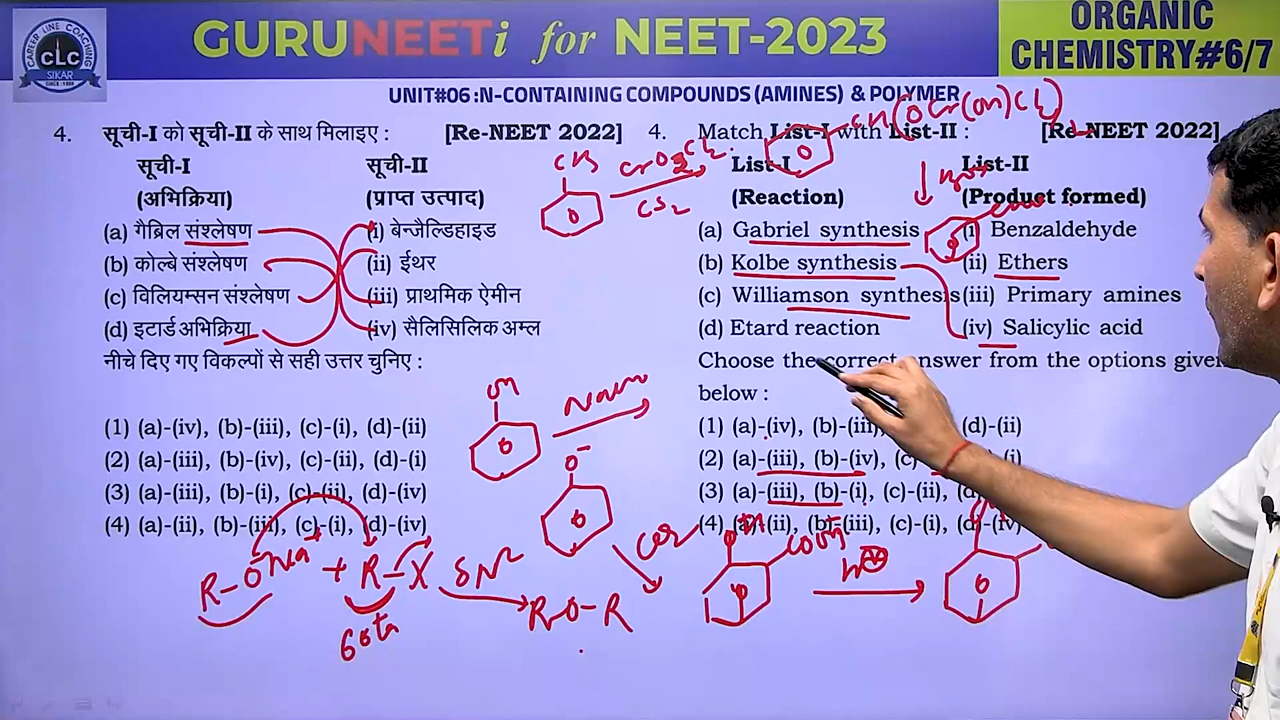 CAREER LINE COACHING
CLC
SIKAR
GURUNEETi for NEET-2023
ORGANIC
CHEMISTRY#6/7
UNIT#06 :N-CONTAINING COMPOUNDS (AMINES) & POLYMER
4. सूची-I को सूची-II के साथ मिलाइए : [Re-NEET 2022]
सूची-I सूची-II
(अभिक्रिया) (प्राप्त उत्पाद)
(a) गैब्रिल संश्लेषण (i) बेन्जैल्डिहाइड
(b) कोल्बे संश्लेषण (ii) ईथर
(c) विलियम्सन संश्लेषण (iii) प्राथमिक ऐमीन
(d) इटार्ड अभिक्रिया (iv) सैलिसिलिक अम्ल
नीचे दिए गए विकल्पों से सही उत्तर चुनिए :
(1) (a)-(iv), (b)-(iii), (c)-(i), (d)-(ii)
(2) (a)-(iii), (b)-(iv), (c)-(ii), (d)-(i)
(3) (a)-(iii), (b)-(i), (c)-(ii), (d)-(iv)
(4) (a)-(ii), (b)-(iii), (c)-(i), (d)-(iv)
4. Match List-I with List-II : [Re-NEET 2022]
List-I List-II
(Reaction) (Product formed)
(a) Gabriel synthesis (i) Benzaldehyde
(b) Kolbe synthesis (ii) Ethers
(c) Williamson synthesis (iii) Primary amines
(d) Etard reaction (iv) Salicylic acid
Choose the correct answer from the options given
below :
(1) (a)-(iv), (b)-(iii), (d)-(ii)
(2) (a)-(iii), (b)-(iv), (c)- (i)
(3) (a)-(iii), (b)-(i), (c)-(ii), (d)
(4) (a)-(ii), (b)-(iii), (c)-(i), (d)-(iv)
CH3 CrO2Cl2
CS2
R-O Na+ + R-X SN2
R-O-R